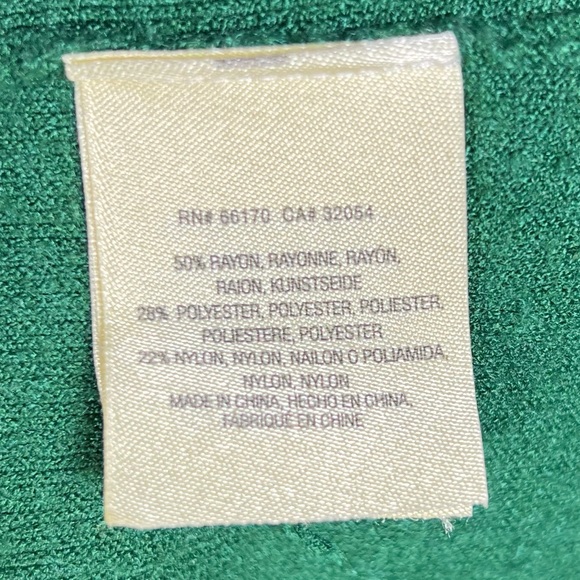 RN# 66170 CA# 32054
50% RAYON, RAYONNE, RAYON,
RAION, KUNSTSEIDE
28% POLYESTER, POLYESTER, POLIESTER,
POLIESTERE, POLYESTER
22% NYLON, NYLON, NAILON O POLIAMIDA,
NYLON, NYLON
MADE IN CHINA, HECHO EN CHINA,
FABRIQUÉ EN CHINE